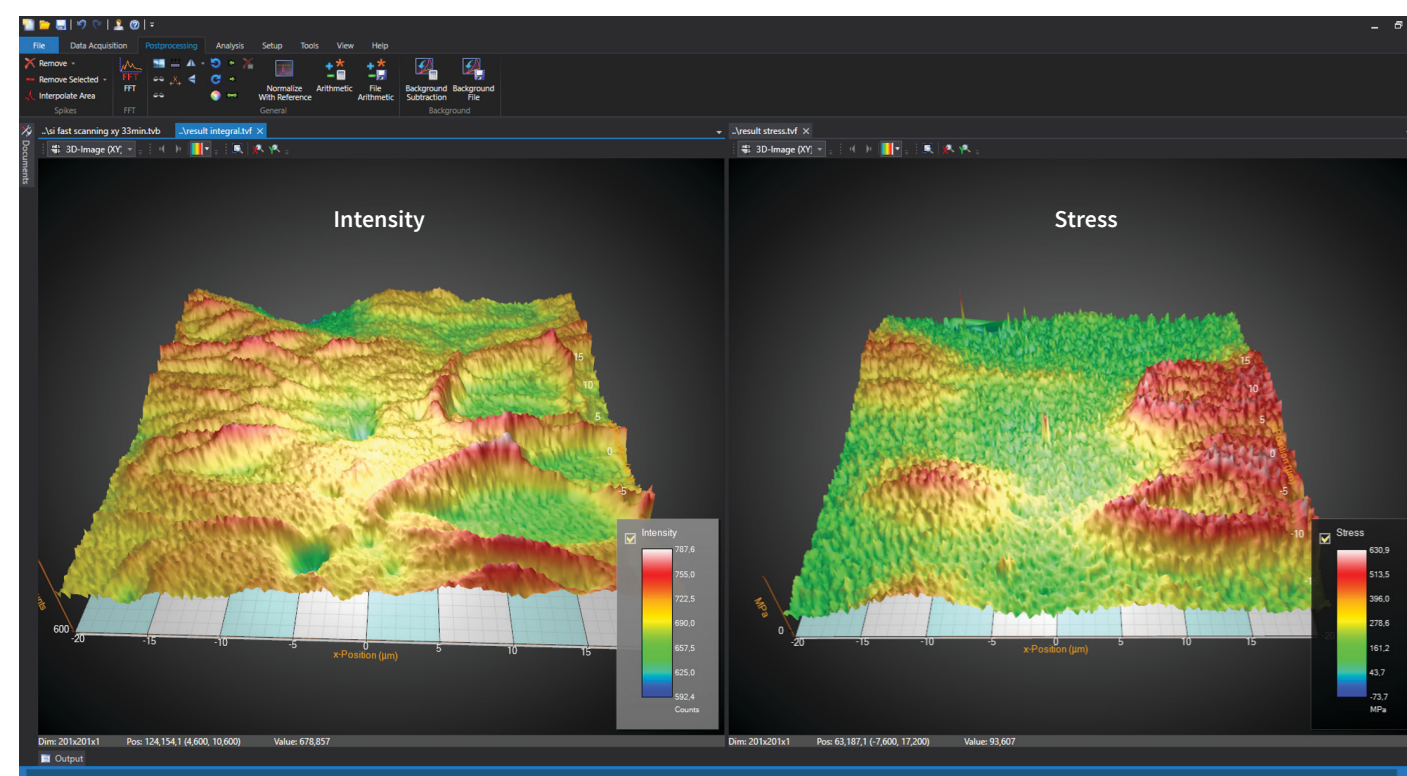 File Data Acquisition Postprocessing Analysis Setup Tools View Help
Remove
Remove Selected
Interpolate Area
Spikes
FFT
FFT
FFT
Normalize
With Reference
Arithmetic
File
Arithmetic
General
Background
Subtraction
Background
File
Background
Documents
..\si fast scanning xy 33min.tvb ..\result integral.tvf
3D-Image (XY;
Intensity
15
10
5
0
-5
600
-20 -15 -10 -5 0 5 10 15
x-Position (µm)
Intensity
787,6
755,0
722,5
690,0
657,5
625,0
592,4
Counts
Dim: 201x201x1 Pos: 124,154,1 (4,600, 10,600) Value: 678,857
..\result stress.tvf
3D-Image (XY;
Stress
15
10
5
0
-5
-10
MPa
0
-20 -15 -10 -5 0 5 10 15
x-Position (µm)
Stress
630,9
513,5
396,0
278,6
161,2
43,7
-73,7
MPa
Dim: 201x201x1 Pos: 63,187,1 (-7,600, 17,200) Value: 93,607
Output